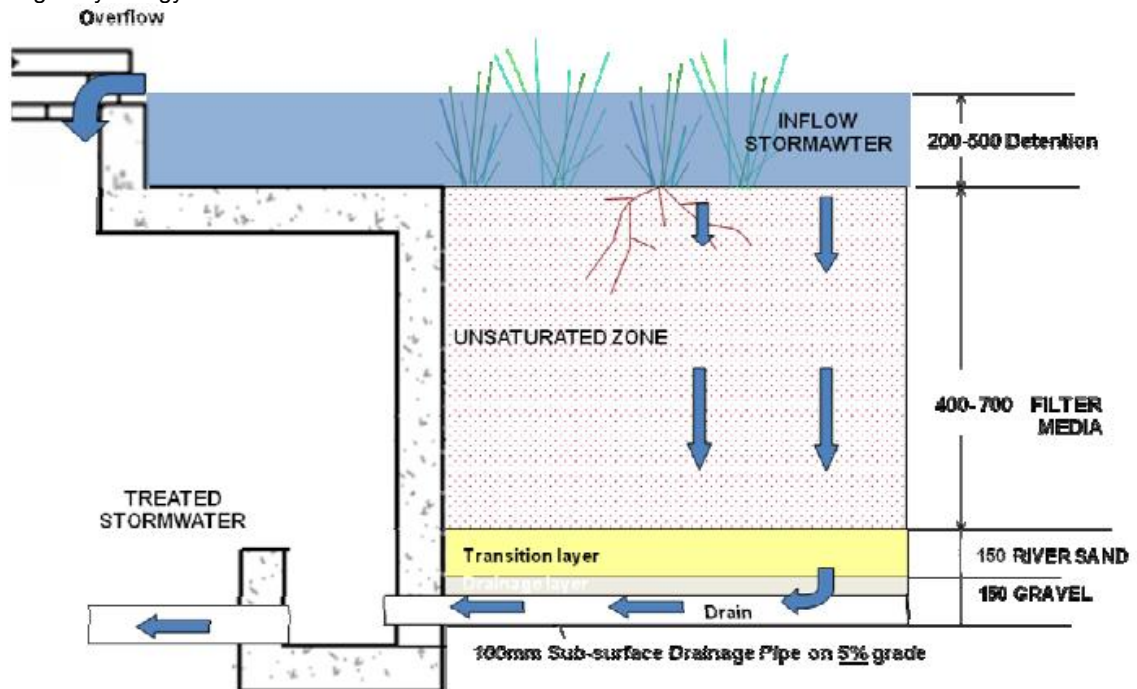 Overflow
INFLOW
STORMAWTER
200-500 Detention
UNSATURATED ZONE
400-700 FILTER
MEDIA
TREATED
STORMWATER
Transition layer
150 RIVER SAND
Drainage layer
150 GRAVEL
Drain
100mm Sub-surface Drainage Pipe on 5% grade